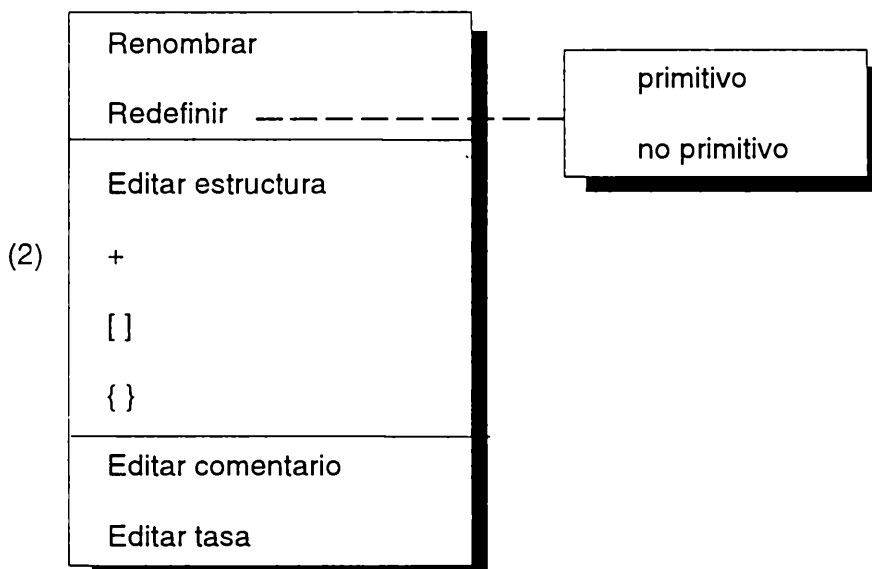 Renombrar
Redefinir
primitivo
no primitivo
Editar estructura
(2)
+
[ ]
{ }
Editar comentario
Editar tasa